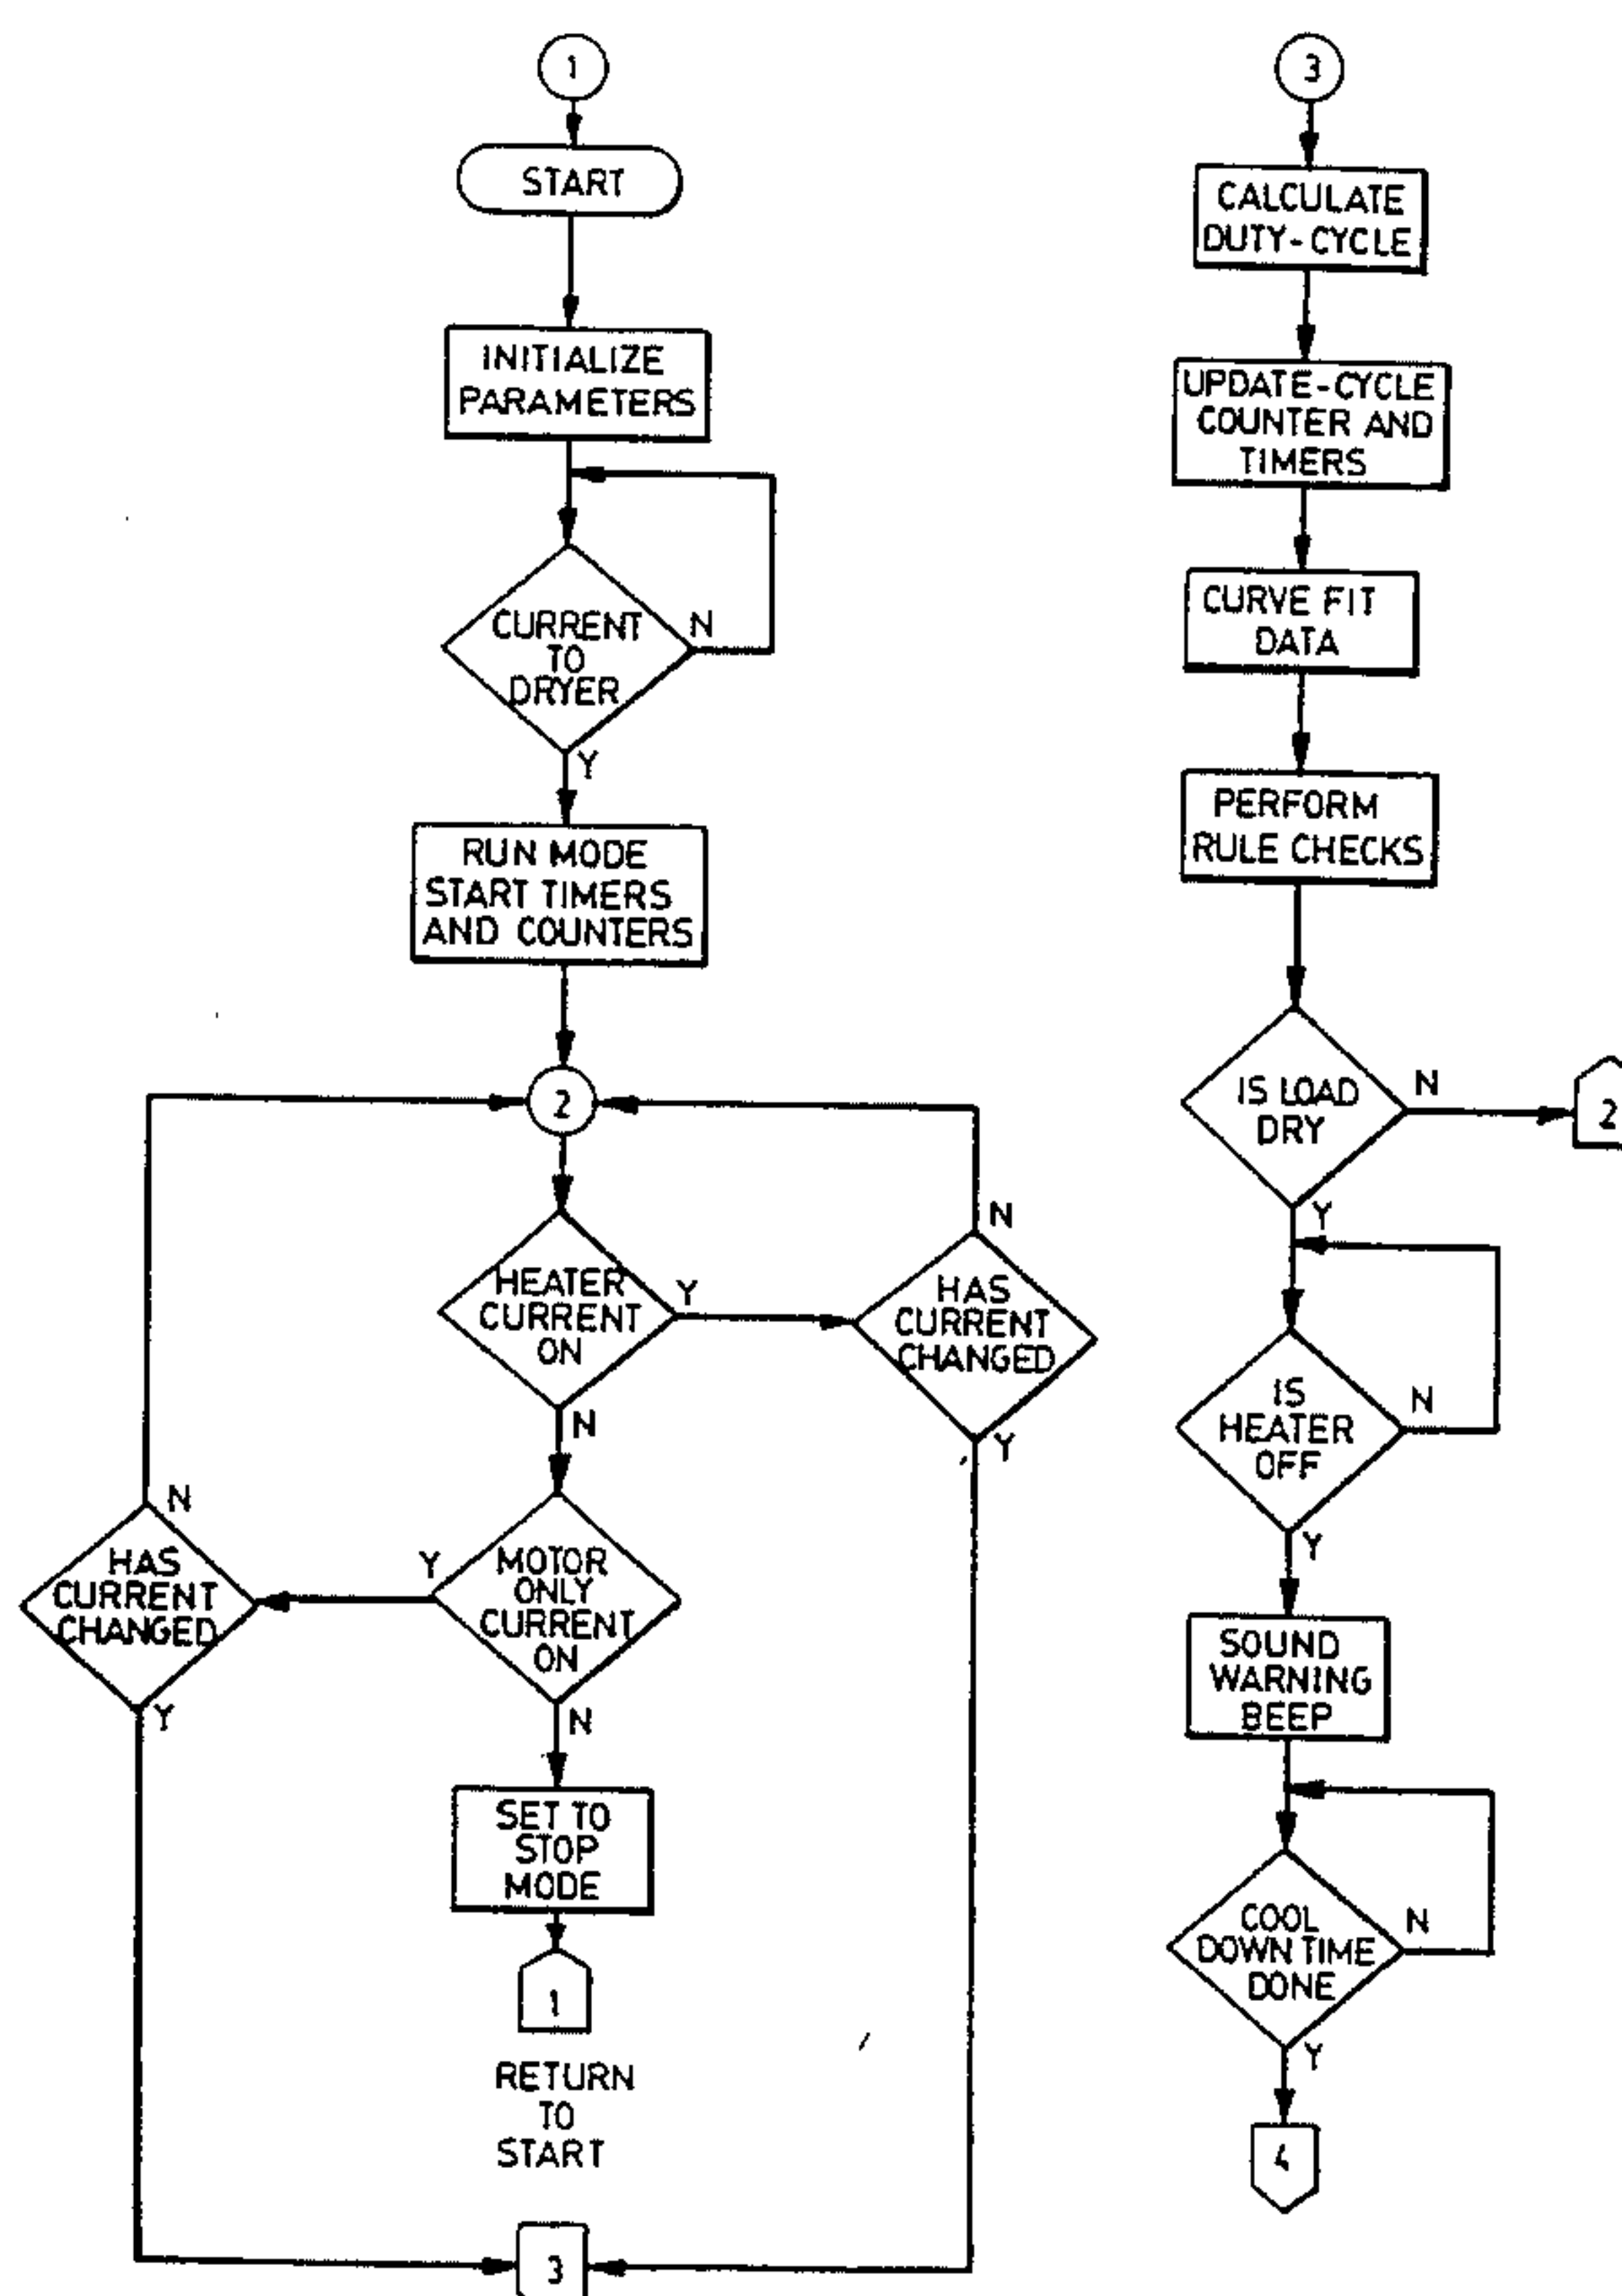 1
START
INITIALIZE
PARAMETERS
CURRENT
TO
DRYER
N
Y
RUN MODE
START TIMERS
AND COUNTERS
2
HEATER
CURRENT
ON
Y
N
HAS
CURRENT
CHANGED
N
Y
MOTOR
ONLY
CURRENT
ON
Y
N
HAS
CURRENT
CHANGED
N
Y
SET TO
STOP
MODE
1
RETURN
TO
START
3
3
CALCULATE
DUTY-CYCLE
UPDATE-CYCLE
COUNTER AND
TIMERS
CURVE FIT
DATA
PERFORM
RULE CHECKS
IS LOAD
DRY
N
2
Y
IS
HEATER
OFF
N
Y
SOUND
WARNING
BEEP
COOL
DOWN TIME
DONE
N
Y
4